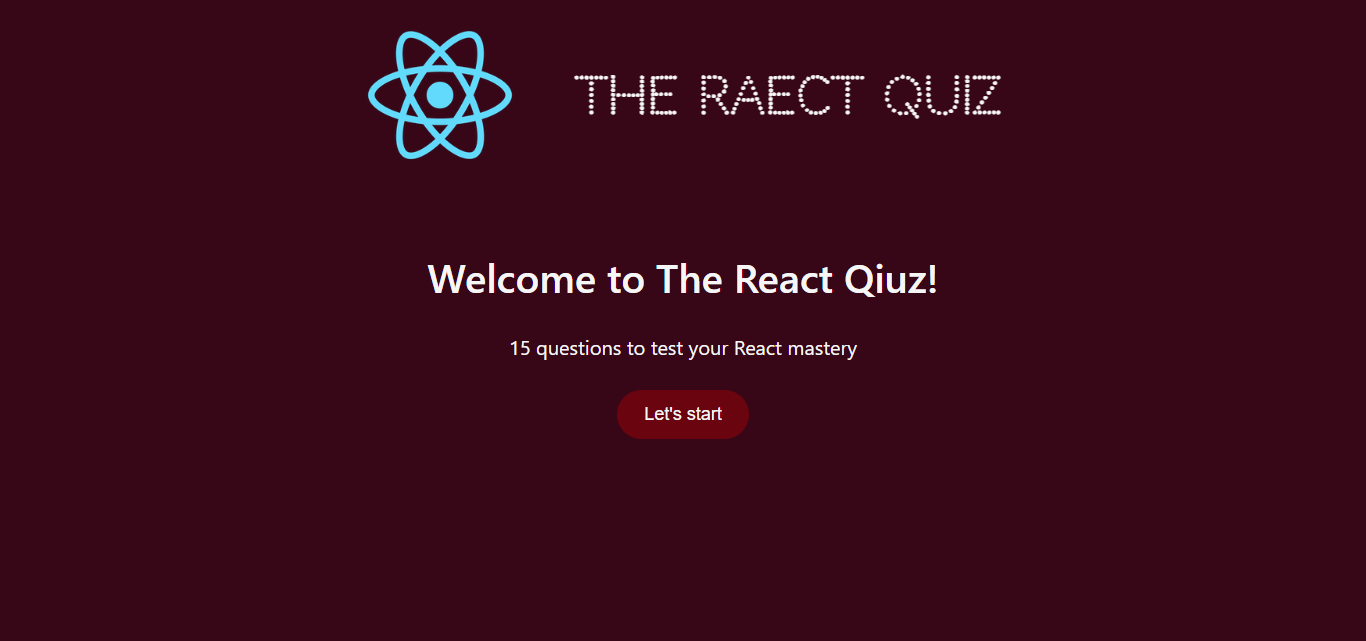 THE RAECT QUIZ
Welcome to The React Qiuz!
15 questions to test your React mastery
Let's start